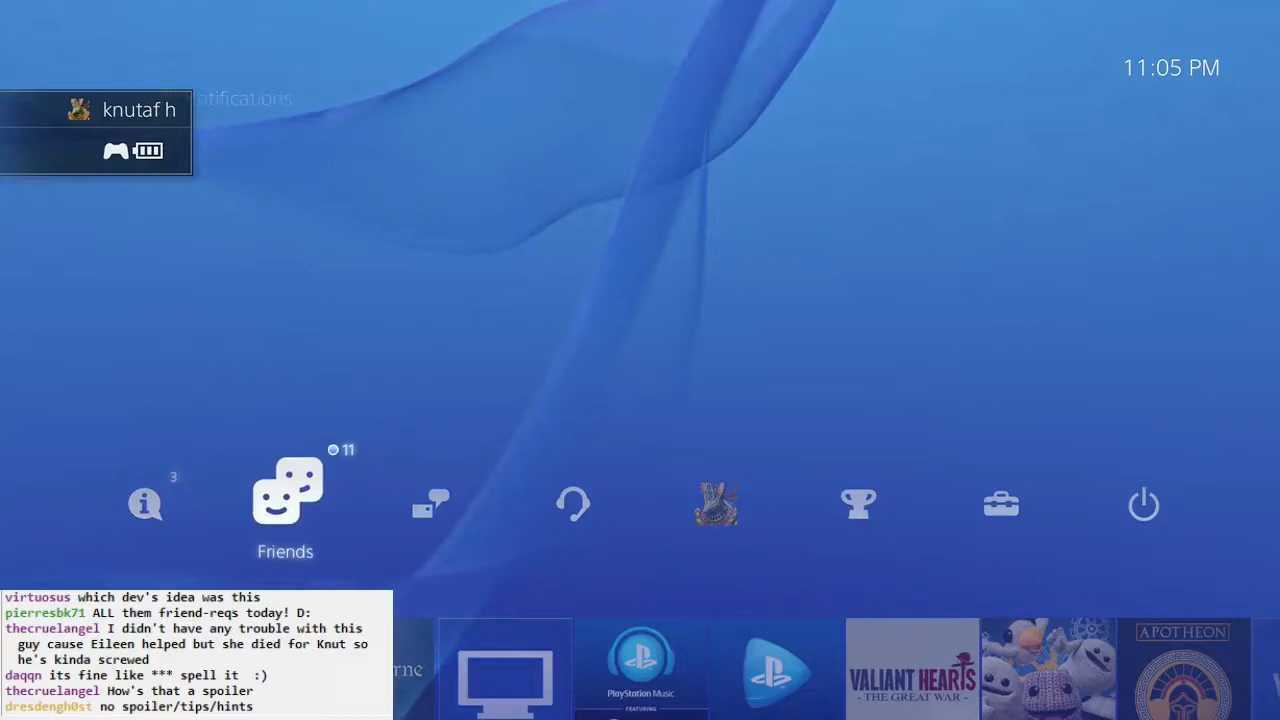 11:05 PM
otifications
knutaf h
11
3
Friends
virtuosus which dev's idea was this
pierresbk71 ALL them friend-reqs today! D:
thecruelangel I didn't have any trouble with this
guy cause Eileen helped but she died for Knut so
he's kinda screwed
daqqn its fine like *** spell it :)
thecruelangel How's that a spoiler
dresdengh0st no spoiler/tips/hints
rne
PlayStation Music
FEATURING
VALIANT HEARTS
- THE GREAT WAR -
APOTHEON